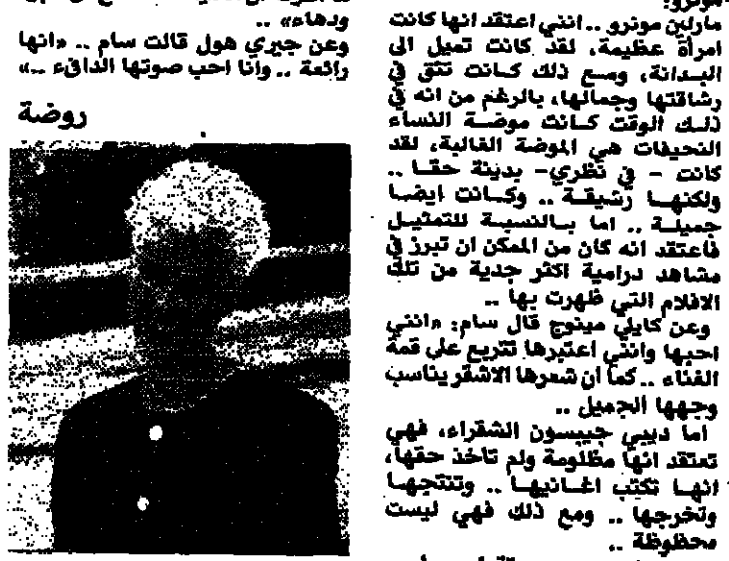 مونرو:
مارلين مونرو .. انني اعتقد انها كانت
امرأة عظيمة، لقد كانت تميل الى
البدانة، ومع ذلك كانت تثق في
رشاقتها وجمالها، بالرغم من انه في
ذلك الوقت كانت موضة النساء
النحيفات هي الموضة الغالبة، لقد
كانت - في نظري - بدينة حقا ..
ولكنها رشيقة .. وكانت ايضا
جميلة .. اما بالنسبة للتمثيل
فاعتقد انه كان من الممكن ان تبرز في
مشاهد درامية اكثر جدية من تلك
الافلام التي ظهرت بها ..
وعن كايلي مينوج قال سام: «انني
احبها وانني اعتبرها تتربع على قمة
الغناء .. كما ان شعرها الاشقر يناسب
وجهها الجميل ..
اما ديبي جيبسون الشقراء، فهي
تعتقد انها مظلومة ولم تاخذ حقها،
انها تكتب اغانيها .. وتنتجها
وتخرجها .. ومع ذلك فهي ليست
محظوظة ..
ودهاء» ..
وعن جيري هول قالت سام .. «انها
رائعة .. وانا احب صوتها الدافىء ..»
روضة